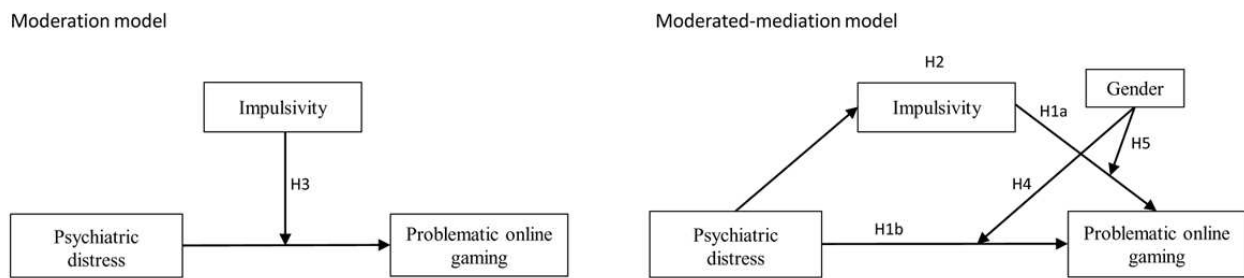 Moderation model
Impulsivity
H3
Psychiatric
distress
Problematic online
gaming
Moderated-mediation model
H2
Impulsivity
Gender
H1a
H5
H4
Psychiatric
distress
H1b
Problematic online
gaming